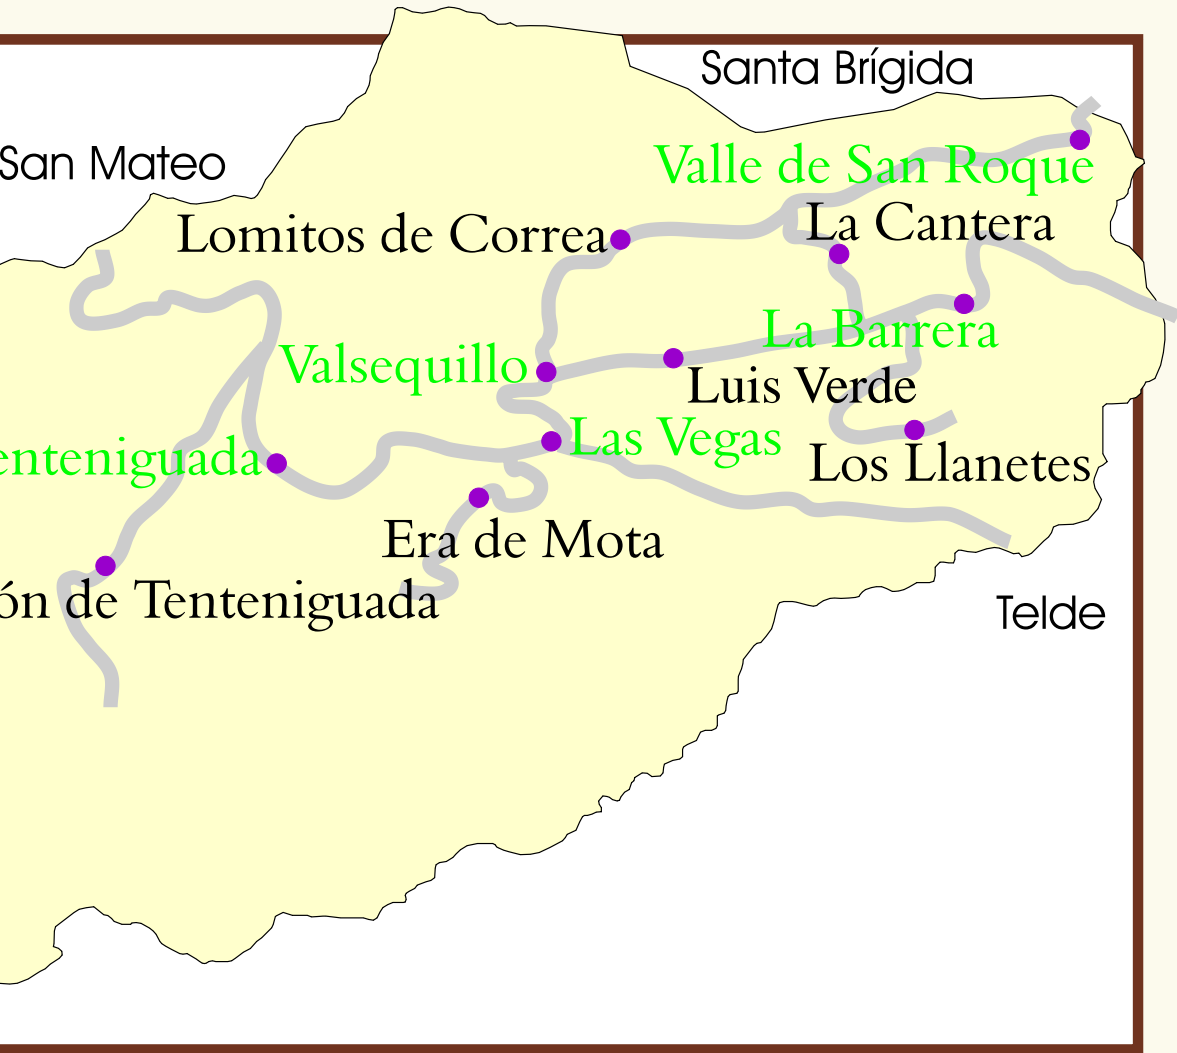 Santa Brígida
San Mateo
Valle de San Roque
La Cantera
Lomitos de Correa
La Barrera
Valsequillo
Luis Verde
Las Vegas
enteniguada
Los Llanetes
Era de Mota
ón de Tenteniguada
Telde